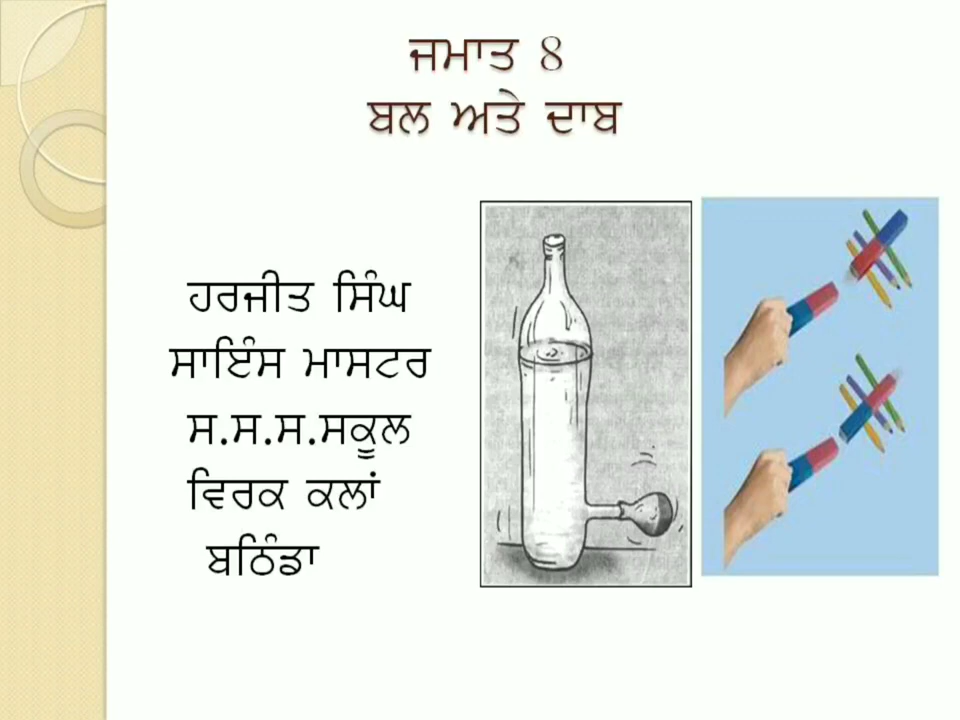 ਜਮਾਤ 8
ਬਲ ਅਤੇ ਦਾਬ
ਹਰਜੀਤ ਸਿੰਘ
ਸਾਇੰਸ ਮਾਸਟਰ
ਸ.ਸ.ਸ.ਸਕੂਲ
ਵਿਰਕ ਕਲਾਂ
ਬਠਿੰਡਾ